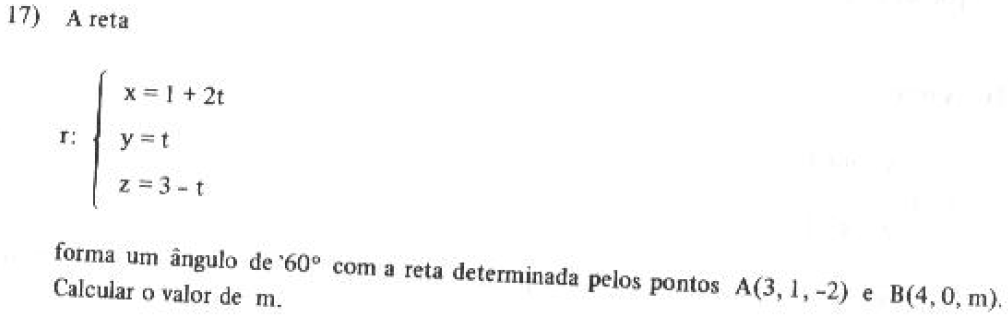 17) A reta
x = 1 + 2t
r: y = t
z = 3 - t
forma um ângulo de 60° com a reta determinada pelos pontos A(3, 1, -2) e B(4, 0, m).
Calcular o valor de m.